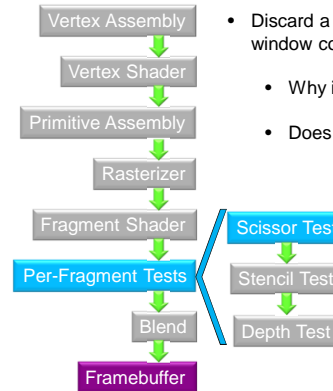 Vertex Assembly
Vertex Shader
Primitive Assembly
Rasterizer
Fragment Shader
Per-Fragment Tests
Blend
Framebuffer
• Discard a
window co
• Why i
• Does
Scissor Test
Stencil Test
Depth Test